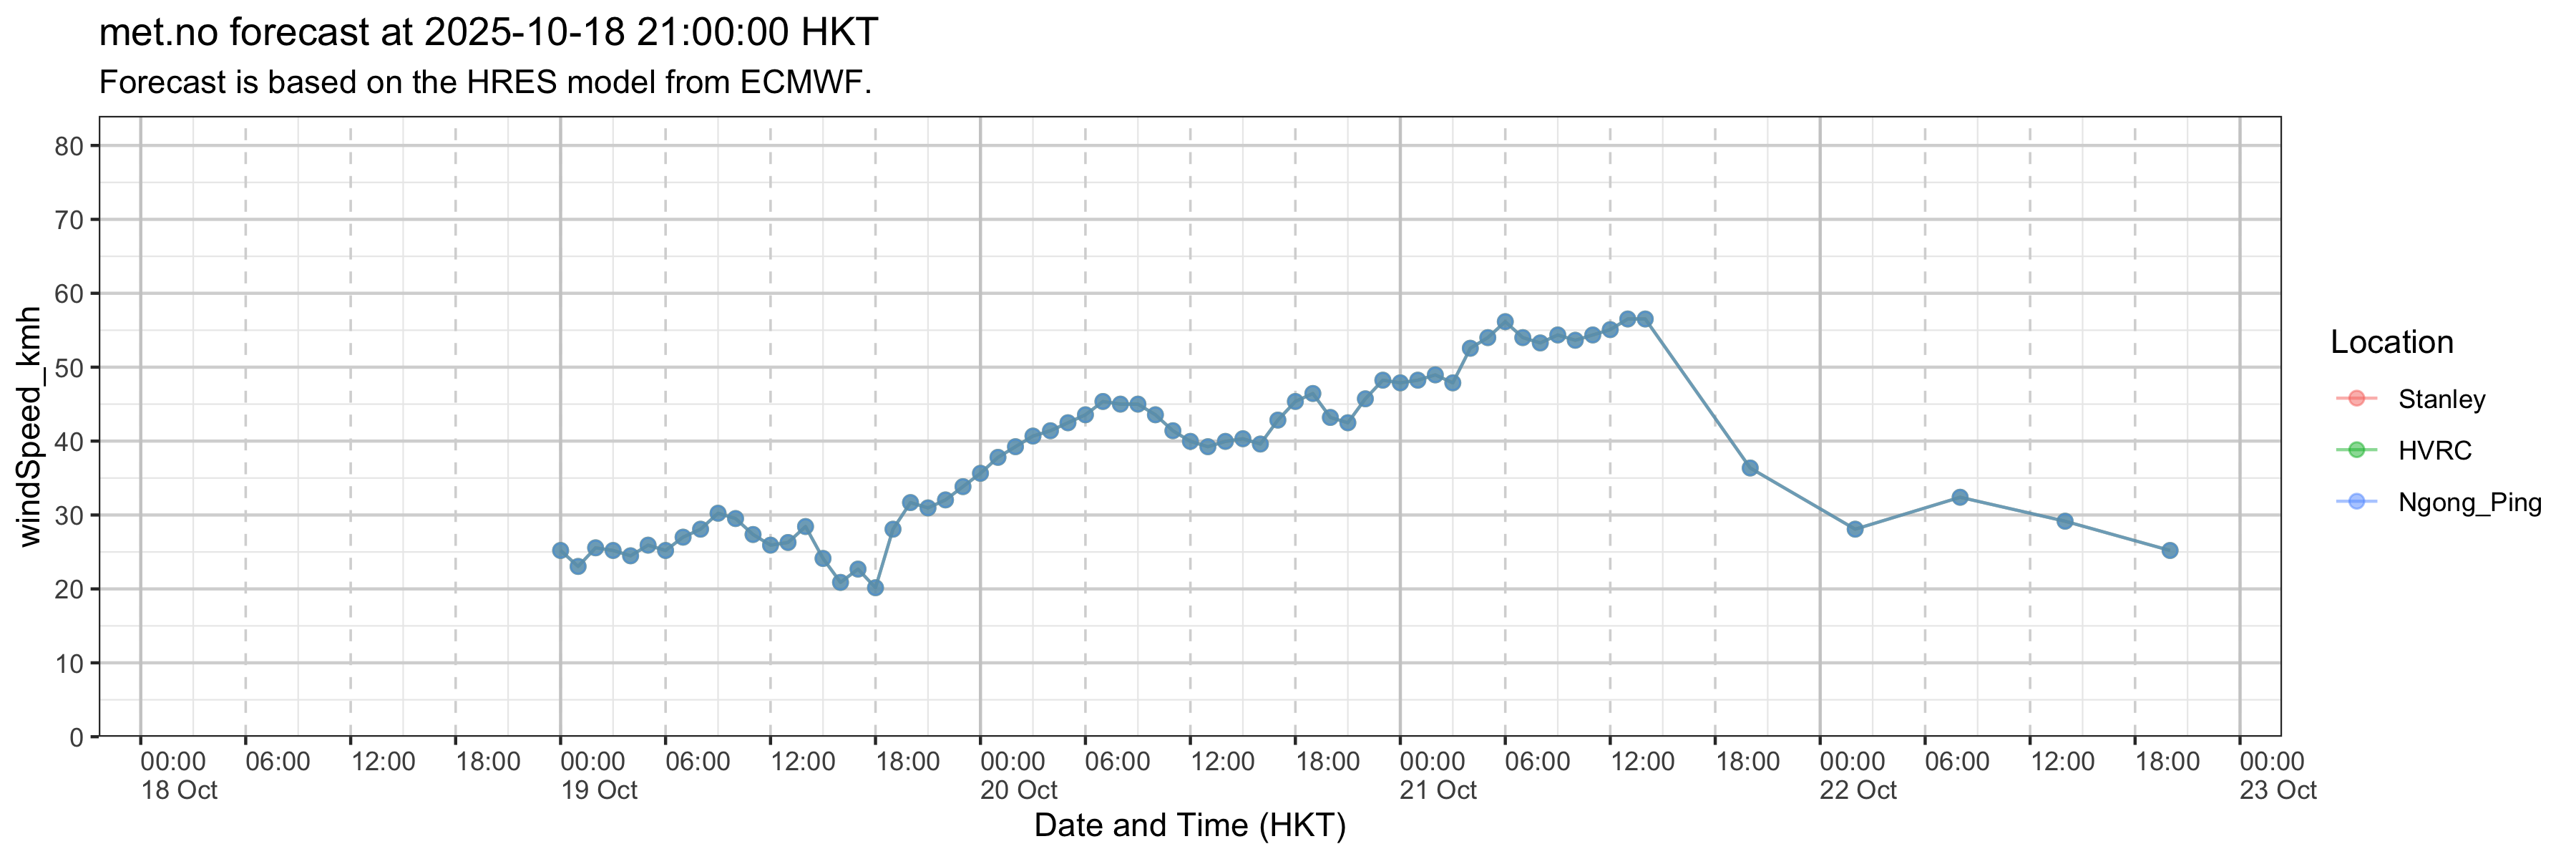 met.no forecast at 2025-10-18 21:00:00 HKT
Forecast is based on the HRES model from ECMWF.
windSpeed_kmh
80
70
60
50
40
30
20
10
0
00:00 06:00 12:00 18:00 00:00 06:00 12:00 18:00 00:00 06:00 12:00 18:00 00:00 06:00 12:00 18:00 00:00 06:00 12:00 18:00 00:00
18 Oct 19 Oct 20 Oct 21 Oct 22 Oct 23 Oct
Date and Time (HKT)
Location
Stanley
HVRC
Ngong_Ping